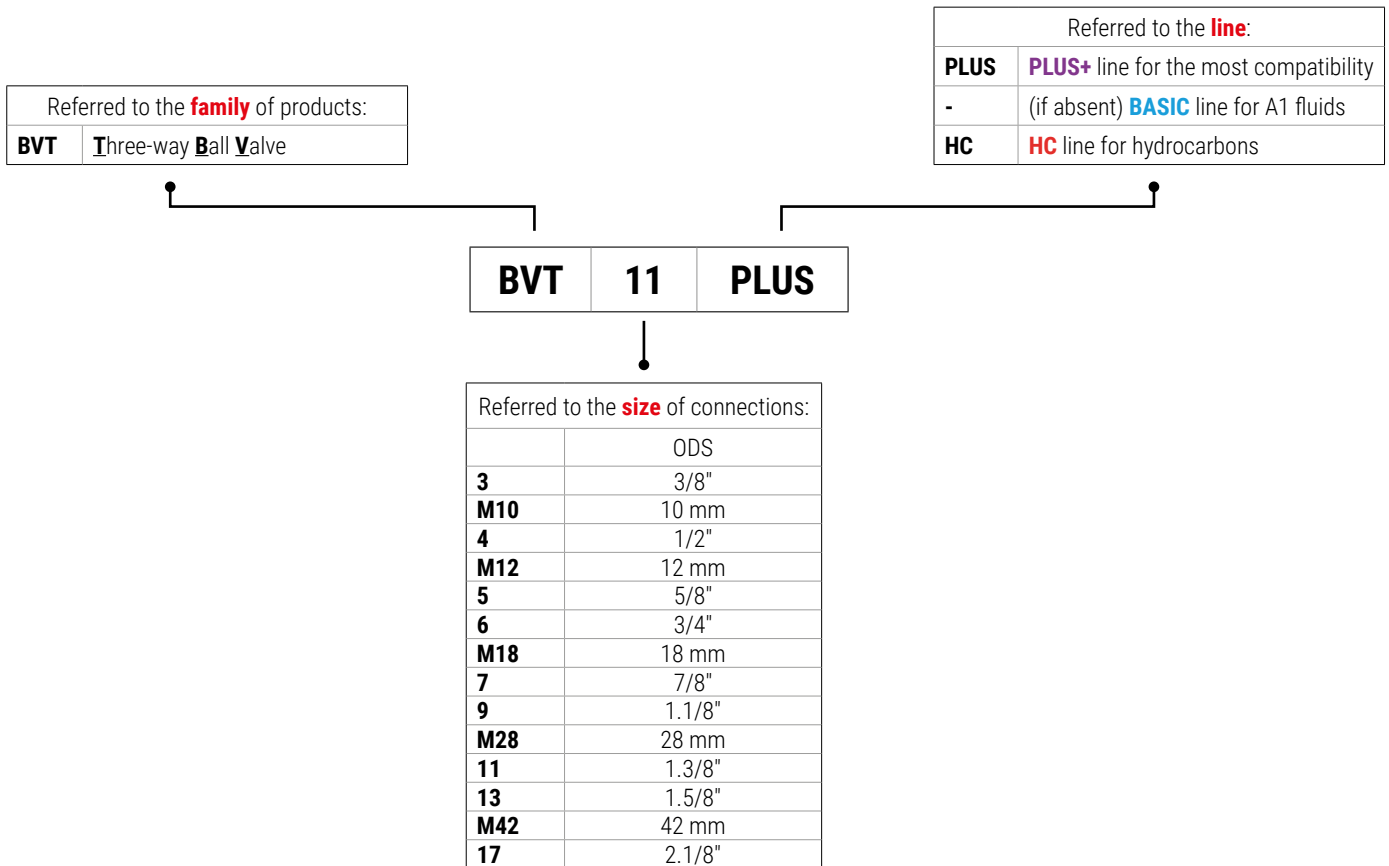 Referred to the family of products:
BVT Three-way Ball Valve
Referred to the line:
PLUS PLUS+ line for the most compatibility
- (if absent) BASIC line for A1 fluids
HC HC line for hydrocarbons
BVT 11 PLUS
Referred to the size of connections:
ODS
3 3/8"
M10 10 mm
4 1/2"
M12 12 mm
5 5/8"
6 3/4"
M18 18 mm
7 7/8"
9 1.1/8"
M28 28 mm
11 1.3/8"
13 1.5/8"
M42 42 mm
17 2.1/8"